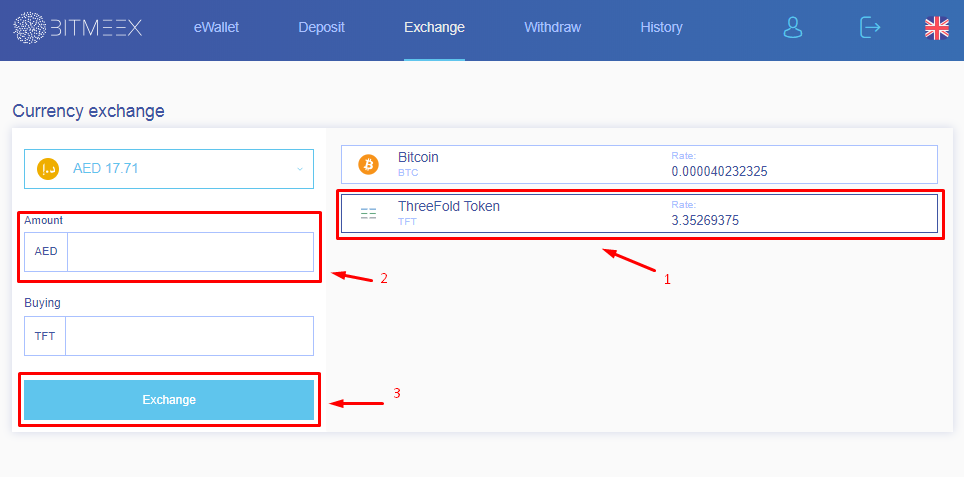 BITMEEX
eWallet
Deposit
Exchange
Withdraw
History
Currency exchange
د.إ AED 17.71
Amount
AED
Buying
TFT
Exchange
Bitcoin
BTC
Rate:
0.000040232325
ThreeFold Token
TFT
Rate:
3.35269375
1
2
3